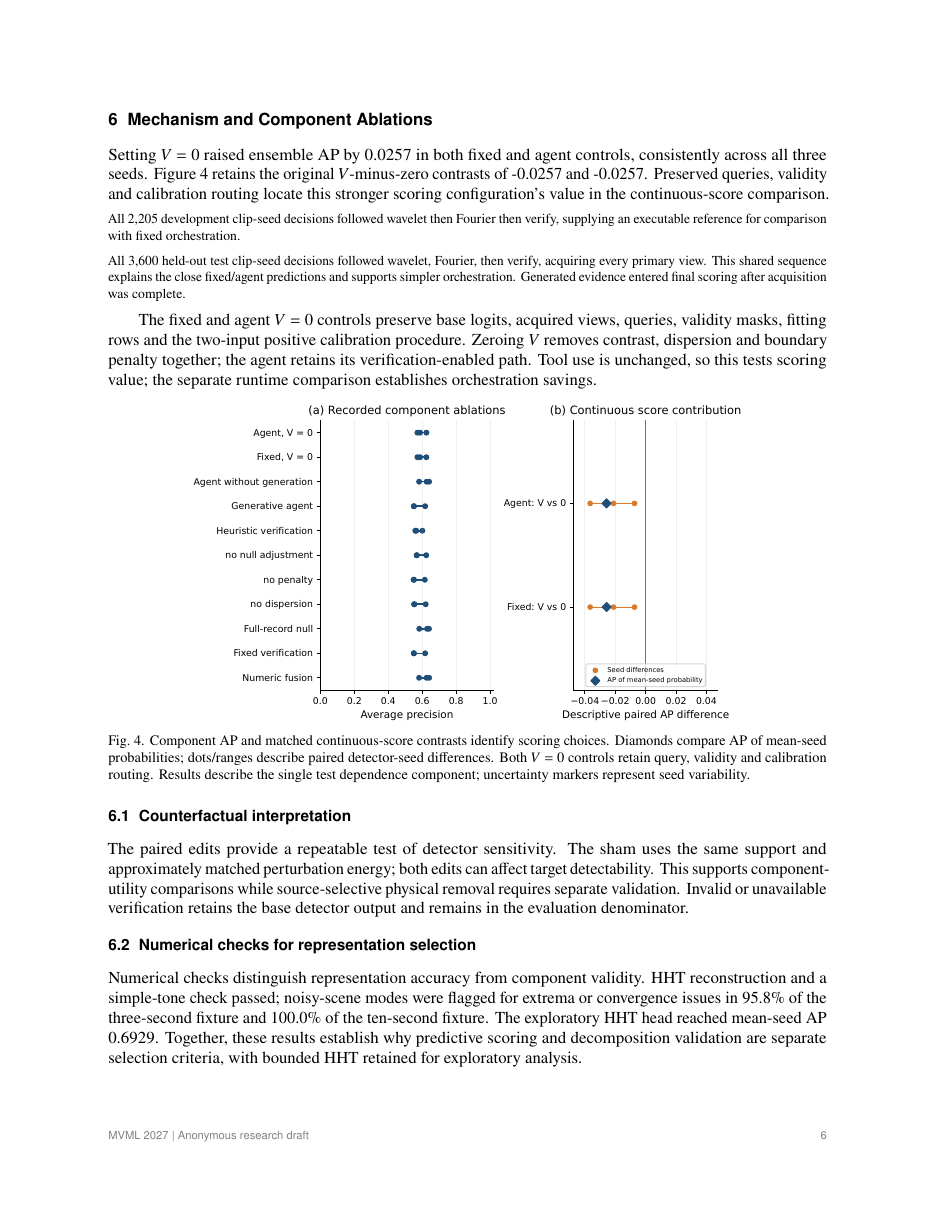 6 Mechanism and Component Ablations
Setting V = 0 raised ensemble AP by 0.0257 in both fixed and agent controls, consistently across all three
seeds. Figure 4 retains the original V-minus-zero contrasts of -0.0257 and -0.0257. Preserved queries, validity
and calibration routing locate this stronger scoring configuration's value in the continuous-score comparison.
All 2,205 development clip-seed decisions followed wavelet then Fourier then verify, supplying an executable reference for comparison
with fixed orchestration.
All 3,600 held-out test clip-seed decisions followed wavelet, Fourier, then verify, acquiring every primary view. This shared sequence
explains the close fixed/agent predictions and supports simpler orchestration. Generated evidence entered final scoring after acquisition
was complete.
The fixed and agent V = 0 controls preserve base logits, acquired views, queries, validity masks, fitting
rows and the two-input positive calibration procedure. Zeroing V removes contrast, dispersion and boundary
penalty together; the agent retains its verification-enabled path. Tool use is unchanged, so this tests scoring
value; the separate runtime comparison establishes orchestration savings.
(a) Recorded component ablations
Agent, V = 0
Fixed, V = 0
Agent without generation
Generative agent
Heuristic verification
no null adjustment
no penalty
no dispersion
Full-record null
Fixed verification
Numeric fusion
0.0 0.2 0.4 0.6 0.8 1.0
Average precision
(b) Continuous score contribution
Agent: V vs 0
Fixed: V vs 0
Seed differences
AP of mean-seed probability
−0.04 −0.02 0.00 0.02 0.04
Descriptive paired AP difference
Fig. 4. Component AP and matched continuous-score contrasts identify scoring choices. Diamonds compare AP of mean-seed
probabilities; dots/ranges describe paired detector-seed differences. Both V = 0 controls retain query, validity and calibration
routing. Results describe the single test dependence component; uncertainty markers represent seed variability.
6.1 Counterfactual interpretation
The paired edits provide a repeatable test of detector sensitivity. The sham uses the same support and
approximately matched perturbation energy; both edits can affect target detectability. This supports component-
utility comparisons while source-selective physical removal requires separate validation. Invalid or unavailable
verification retains the base detector output and remains in the evaluation denominator.
6.2 Numerical checks for representation selection
Numerical checks distinguish representation accuracy from component validity. HHT reconstruction and a
simple-tone check passed; noisy-scene modes were flagged for extrema or convergence issues in 95.8% of the
three-second fixture and 100.0% of the ten-second fixture. The exploratory HHT head reached mean-seed AP
0.6929. Together, these results establish why predictive scoring and decomposition validation are separate
selection criteria, with bounded HHT retained for exploratory analysis.
MVML 2027 | Anonymous research draft
6